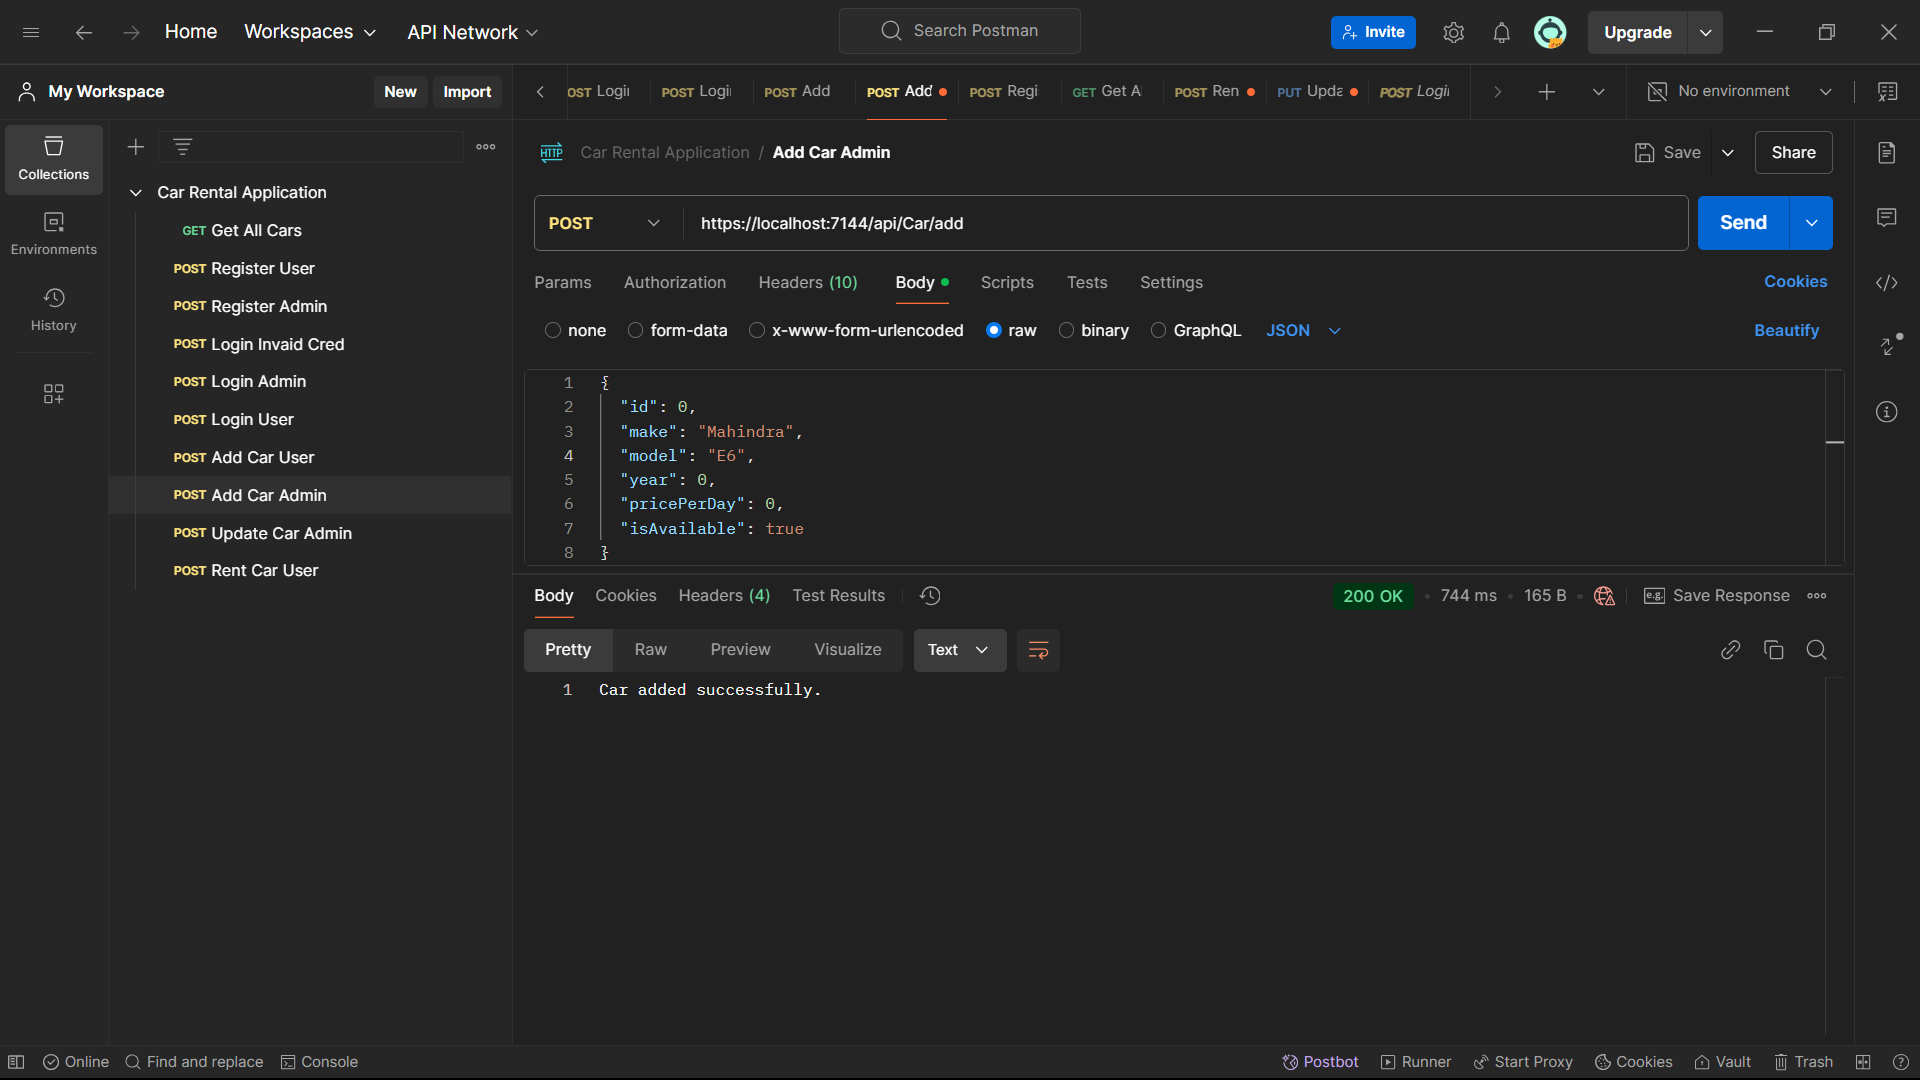 Home Workspaces API Network Search Postman Invite Upgrade
My Workspace New Import OST Logi POST Logi POST Add POST Add POST Regi GET Get A POST Ren PUT Upda POST Logi No environment
Collections
Environments
History
Car Rental Application
GET Get All Cars
POST Register User
POST Register Admin
POST Login Invaid Cred
POST Login Admin
POST Login User
POST Add Car User
POST Add Car Admin
POST Update Car Admin
POST Rent Car User
HTTP Car Rental Application / Add Car Admin Save Share
POST https://localhost:7144/api/Car/add Send
Params Authorization Headers (10) Body Scripts Tests Settings Cookies
none form-data x-www-form-urlencoded raw binary GraphQL JSON Beautify
1 {
2 "id": 0,
3 "make": "Mahindra",
4 "model": "E6",
5 "year": 0,
6 "pricePerDay": 0,
7 "isAvailable": true
8 }
Body Cookies Headers (4) Test Results 200 OK • 744 ms • 165 B • e.g. Save Response
Pretty Raw Preview Visualize Text
1 Car added successfully.
Online Find and replace Console Postbot Runner Start Proxy Cookies Vault Trash